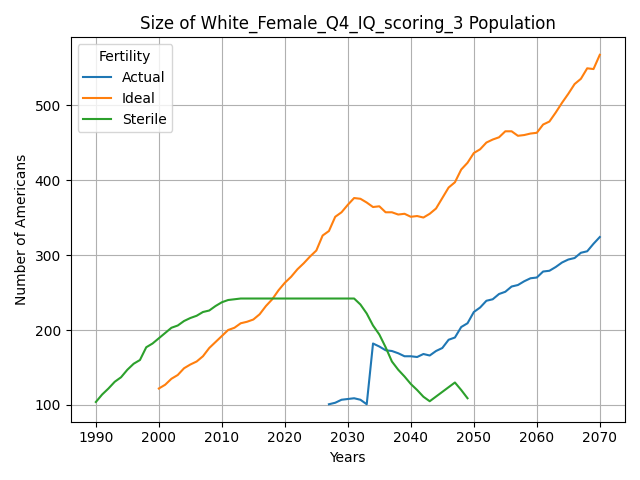 Size of White_Female_Q4_IQ_scoring_3 Population
Fertility
Actual
Ideal
Sterile
Number of Americans
500
400
300
200
100
1990 2000 2010 2020 2030 2040 2050 2060 2070
Years